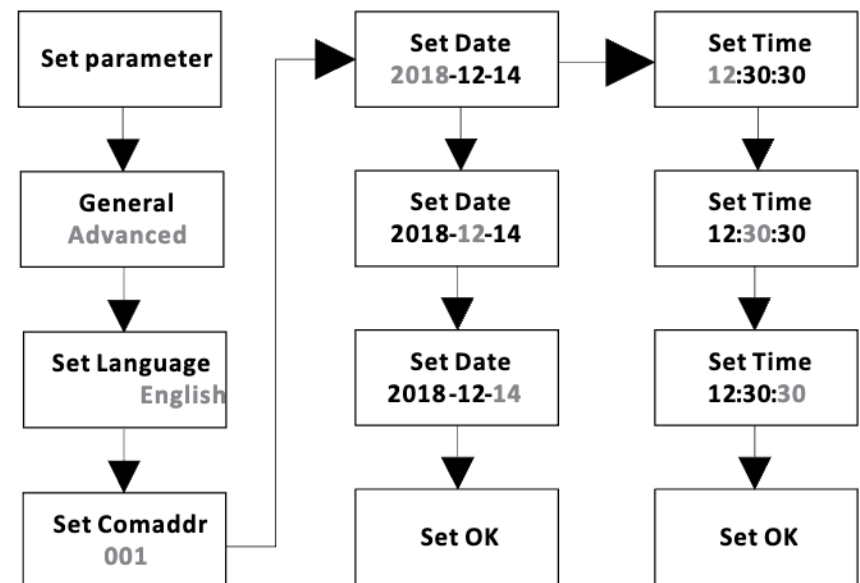 Set parameter
General
Advanced
Set Language
English
Set Comaddr
001
Set Date
2018-12-14
Set Date
2018-12-14
Set Date
2018-12-14
Set OK
Set Time
12:30:30
Set Time
12:30:30
Set Time
12:30:30
Set OK